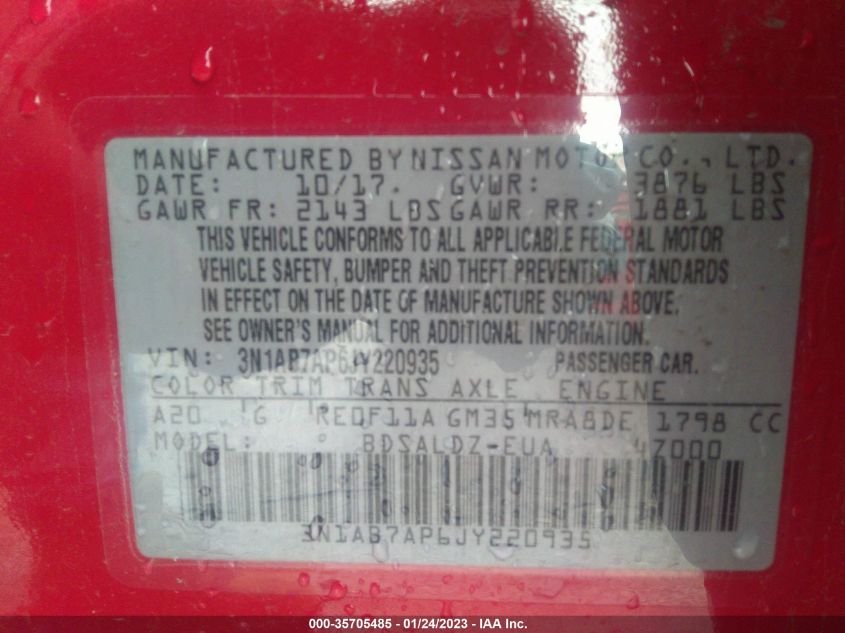 MANUFACTURED BY NISSAN MOTOR CO., LTD.
DATE: 10/17. GVWR: 3876 LBS
GAWR FR: 2143 LBS GAWR RR: 1881 LBS
THIS VEHICLE CONFORMS TO ALL APPLICABLE FEDERAL MOTOR
VEHICLE SAFETY, BUMPER AND THEFT PREVENTION STANDARDS
IN EFFECT ON THE DATE OF MANUFACTURE SHOWN ABOVE.
SEE OWNER'S MANUAL FOR ADDITIONAL INFORMATION.
VIN: 3N1AB7AP6JY220935 PASSENGER CAR.
COLOR TRIM TRANS AXLE ENGINE
A20 G RE0F11A GM35 MRA8DE 1798 CC
MODEL: BDSALDZ-EUA 4Z000
3N1AB7AP6JY220935
000-35705485 - 01/24/2023 - IAA Inc.